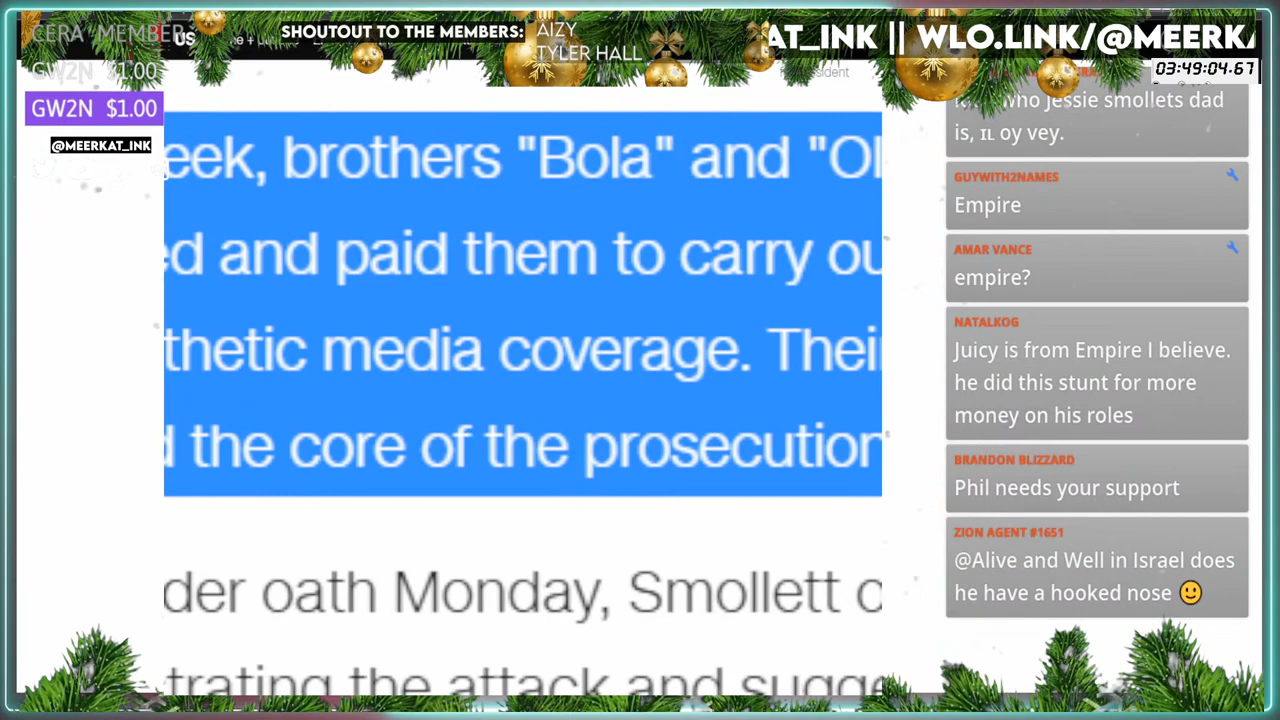 CERA MEMBER
US
SHOUTOUT TO THE MEMBERS:
AIZY
TYLER HALL
AT_INK || WLO.LINK/@MEERKA
GW2N $1.00
03:49:04.67
GW2N $1.00
@MEERKAT_INK
eek, brothers "Bola" and "Ol
ed and paid them to carry ou
thetic media coverage. Thei
d the core of the prosecution
der oath Monday, Smollett
trating the attack and sugge
who Jessie smollets dad
is, IL oy vey.
GUYWITH2NAMES
Empire
AMAR VANCE
empire?
NATALKOG
Juicy is from Empire I believe.
he did this stunt for more
money on his roles
BRANDON BLIZZARD
Phil needs your support
ZION AGENT #1651
@Alive and Well in Israel does
he have a hooked nose 🙂